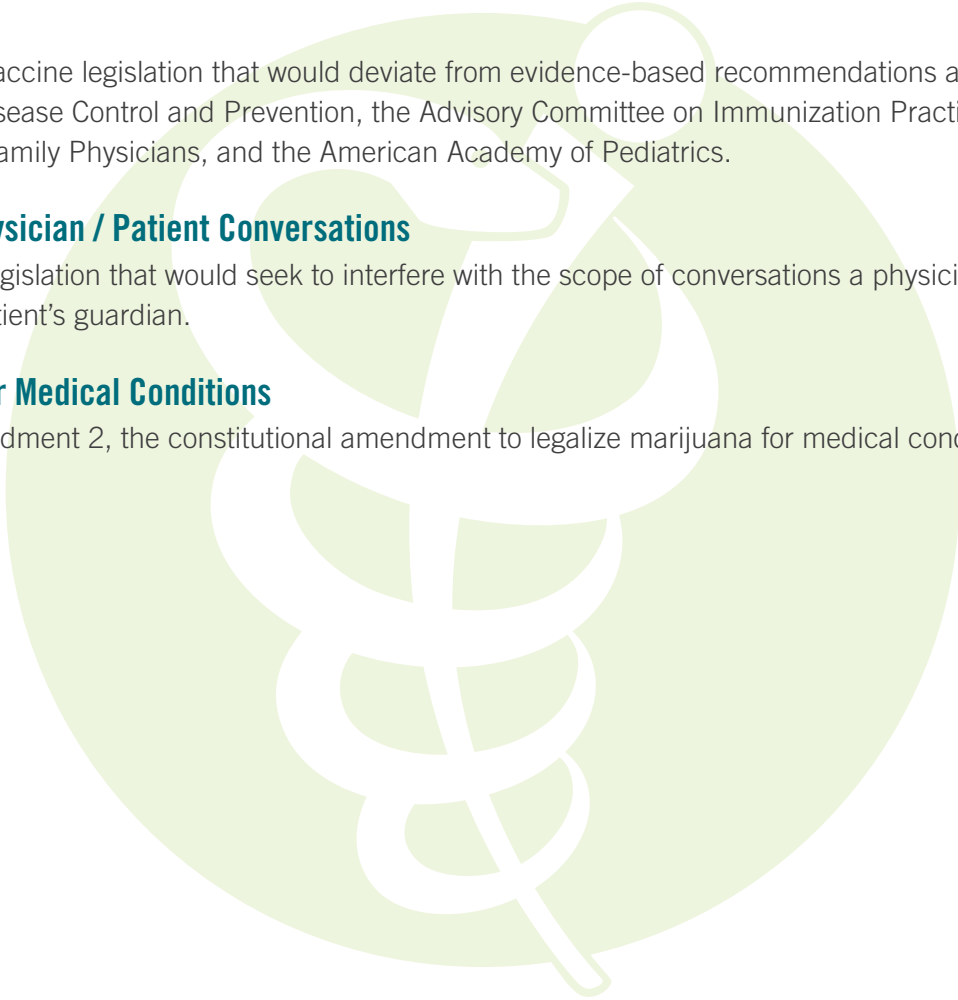 accine legislation that would deviate from evidence-based recommendations a
sease Control and Prevention, the Advisory Committee on Immunization Practi
amily Physicians, and the American Academy of Pediatrics.
ysician / Patient Conversations
gislation that would seek to interfere with the scope of conversations a physici
tient’s guardian.
r Medical Conditions
dment 2, the constitutional amendment to legalize marijuana for medical cond